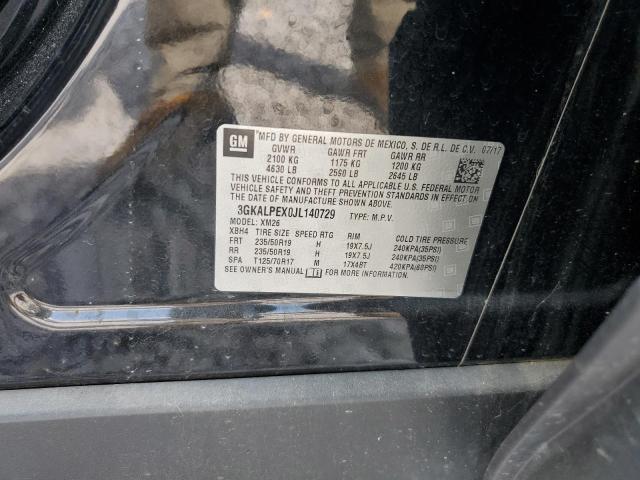 GM
MFD BY GENERAL MOTORS DE MEXICO, S. DE R.L. DE C.V. 07/17
GVWR GAWR FRT GAWR RR
2100 KG 1175 KG 1200 KG
4630 LB 2590 LB 2645 LB
THIS VEHICLE CONFORMS TO ALL APPLICABLE U.S. FEDERAL MOTOR
VEHICLE SAFETY AND THEFT PREVENTION STANDARDS IN EFFECT ON THE
DATE OF MANUFACTURE SHOWN ABOVE.
3GKALPEX0JL140729 TYPE: M.P.V.
MODEL: XM26
XBH4 TIRE SIZE SPEED RTG RIM COLD TIRE PRESSURE
FRT 235/50R19 H 19X7.5J 240KPA(35PSI)
RR 235/50R19 H 19X7.5J 240KPA(35PSI)
SPA T125/70R17 M 17X4BT 420KPA(60PSI)
SEE OWNER'S MANUAL FOR MORE INFORMATION.